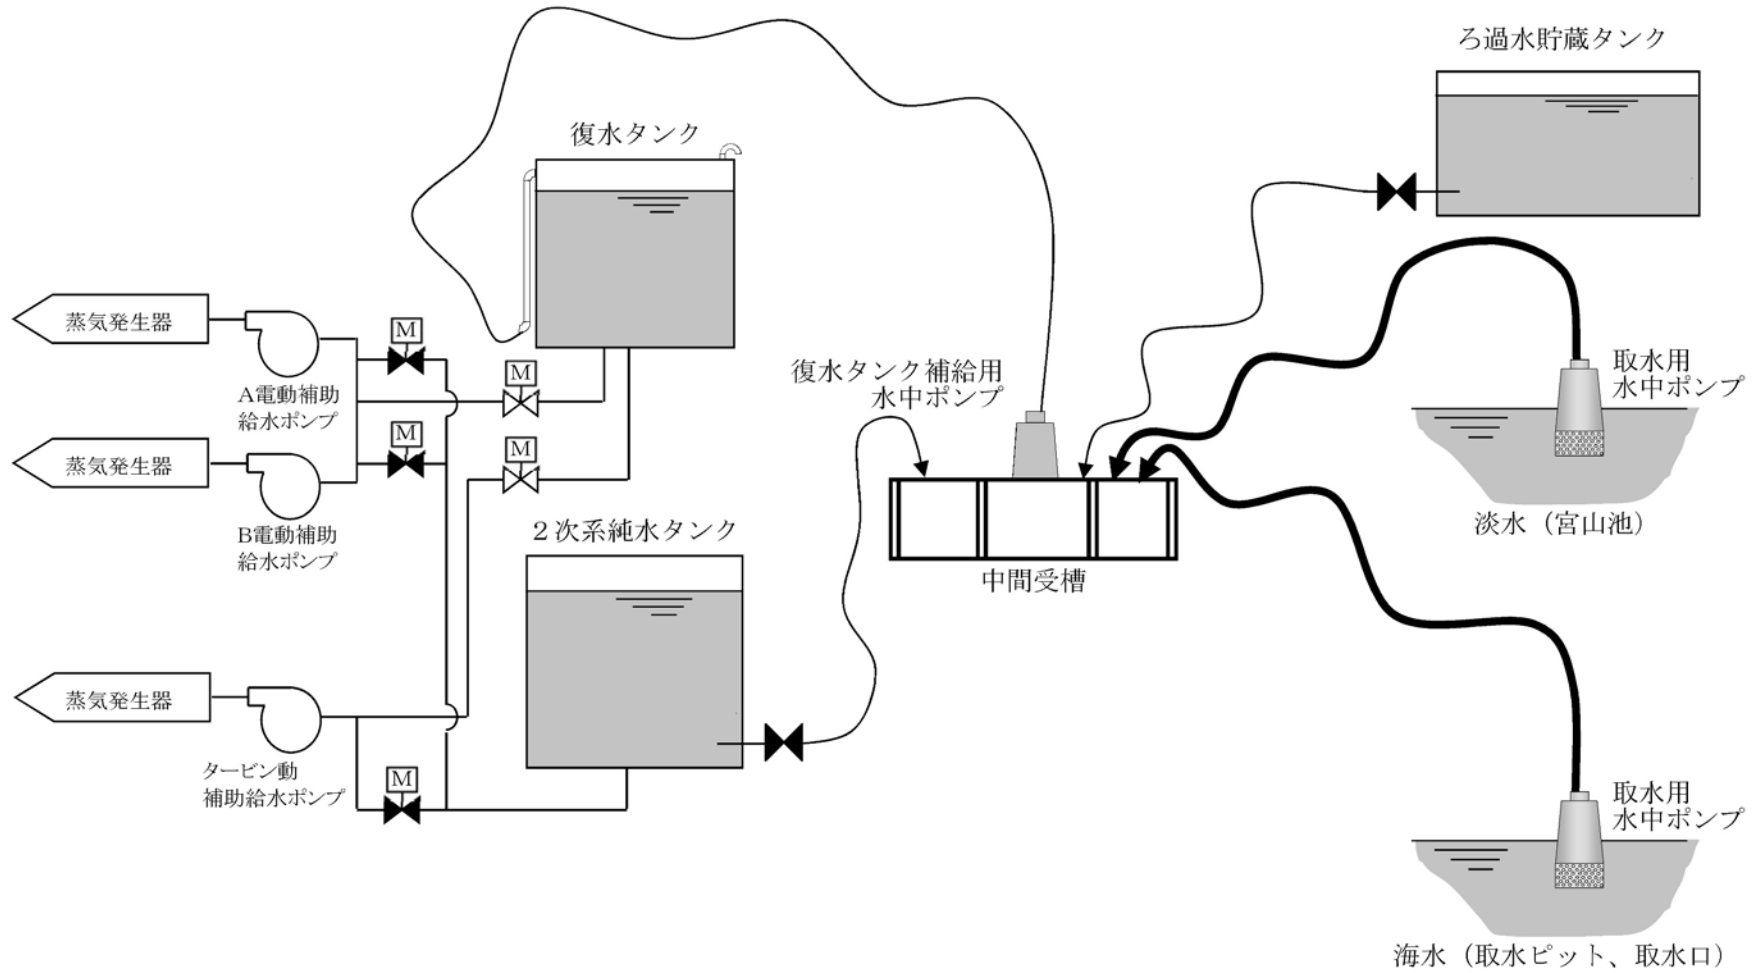 ろ過水貯蔵タンク
復水タンク
蒸気発生器
M
A電動補助
給水ポンプ
M
復水タンク補給用
水中ポンプ
取水用
水中ポンプ
蒸気発生器
M
M
B電動補助
給水ポンプ
淡水（宮山池）
２次系純水タンク
中間受槽
蒸気発生器
タービン動
補助給水ポンプ
M
取水用
水中ポンプ
海水（取水ピット、取水口）